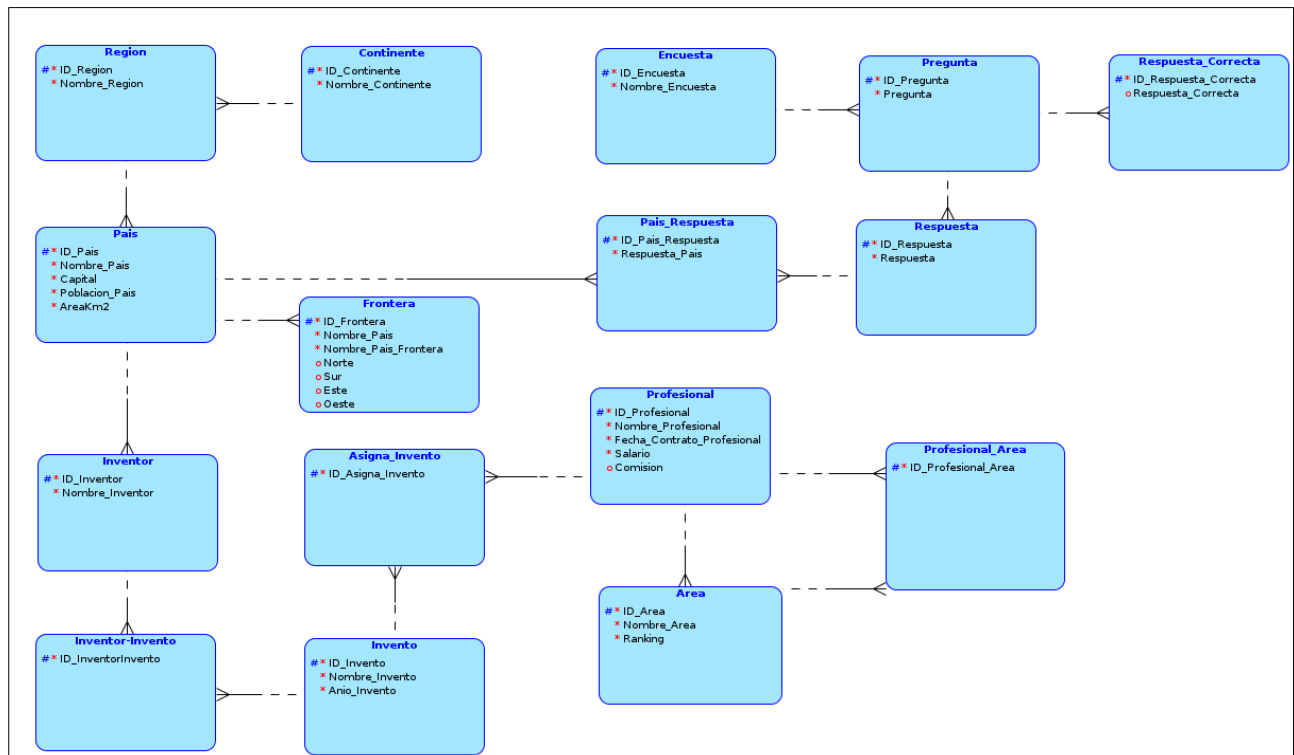 Region
#* ID_Region
* Nombre_Region
Continente
#* ID_Continente
* Nombre_Continente
Encuesta
#* ID_Encuesta
* Nombre_Encuesta
Pregunta
#* ID_Pregunta
* Pregunta
Respuesta_Correcta
#* ID_Respuesta_Correcta
o Respuesta_Correcta
Pais
#* ID_Pais
* Nombre_Pais
* Capital
* Poblacion_Pais
* AreaKm2
Pais_Respuesta
#* ID_Pais_Respuesta
* Respuesta_Pais
Respuesta
#* ID_Respuesta
* Respuesta
Frontera
#* ID_Frontera
* Nombre_Pais
* Nombre_Pais_Frontera
o Norte
o Sur
o Este
o Oeste
Profesional
#* ID_Profesional
* Nombre_Profesional
* Fecha_Contrato_Profesional
* Salario
o Comision
Profesional_Area
#* ID_Profesional_Area
Inventor
#* ID_Inventor
* Nombre_Inventor
Asigna_Invento
#* ID_Asigna_Invento
Area
#* ID_Area
* Nombre_Area
* Ranking
Inventor-Invento
#* ID_InventorInvento
Invento
#* ID_Invento
* Nombre_Invento
* Anio_Invento